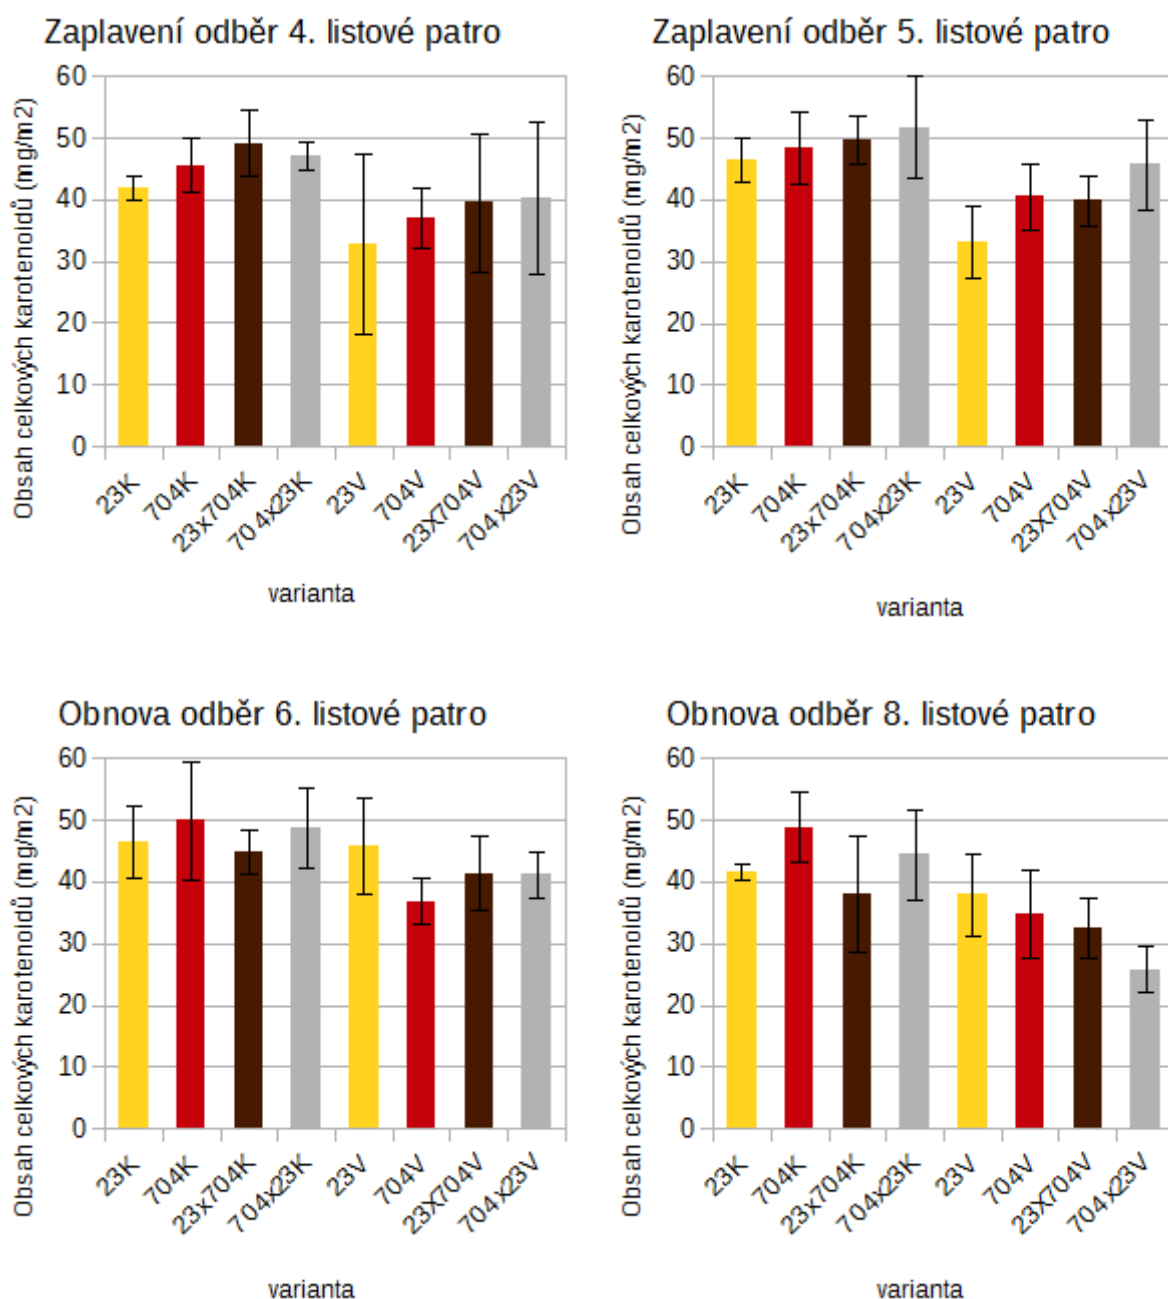 Zaplavení odběr 4. listové patro
Obsah celkových karotenoidů (mg/m2)
60
50
40
30
20
10
0
23K
704K
23x704K
704x23K
23V
704V
23X704V
704x23V
varianta
Zaplavení odběr 5. listové patro
Obsah celkových karotenoidů (mg/m2)
60
50
40
30
20
10
0
23K
704K
23x704K
704x23K
23V
704V
23X704V
704x23V
varianta
Obnova odběr 6. listové patro
Obsah celkových karotenoidů (mg/m2)
60
50
40
30
20
10
0
23K
704K
23x704K
704x23K
23V
704V
23X704V
704x23V
varianta
Obnova odběr 8. listové patro
Obsah celkových karotenoidů (mg/m2)
60
50
40
30
20
10
0
23K
704K
23x704K
704x23K
23V
704V
23X704V
704x23V
varianta